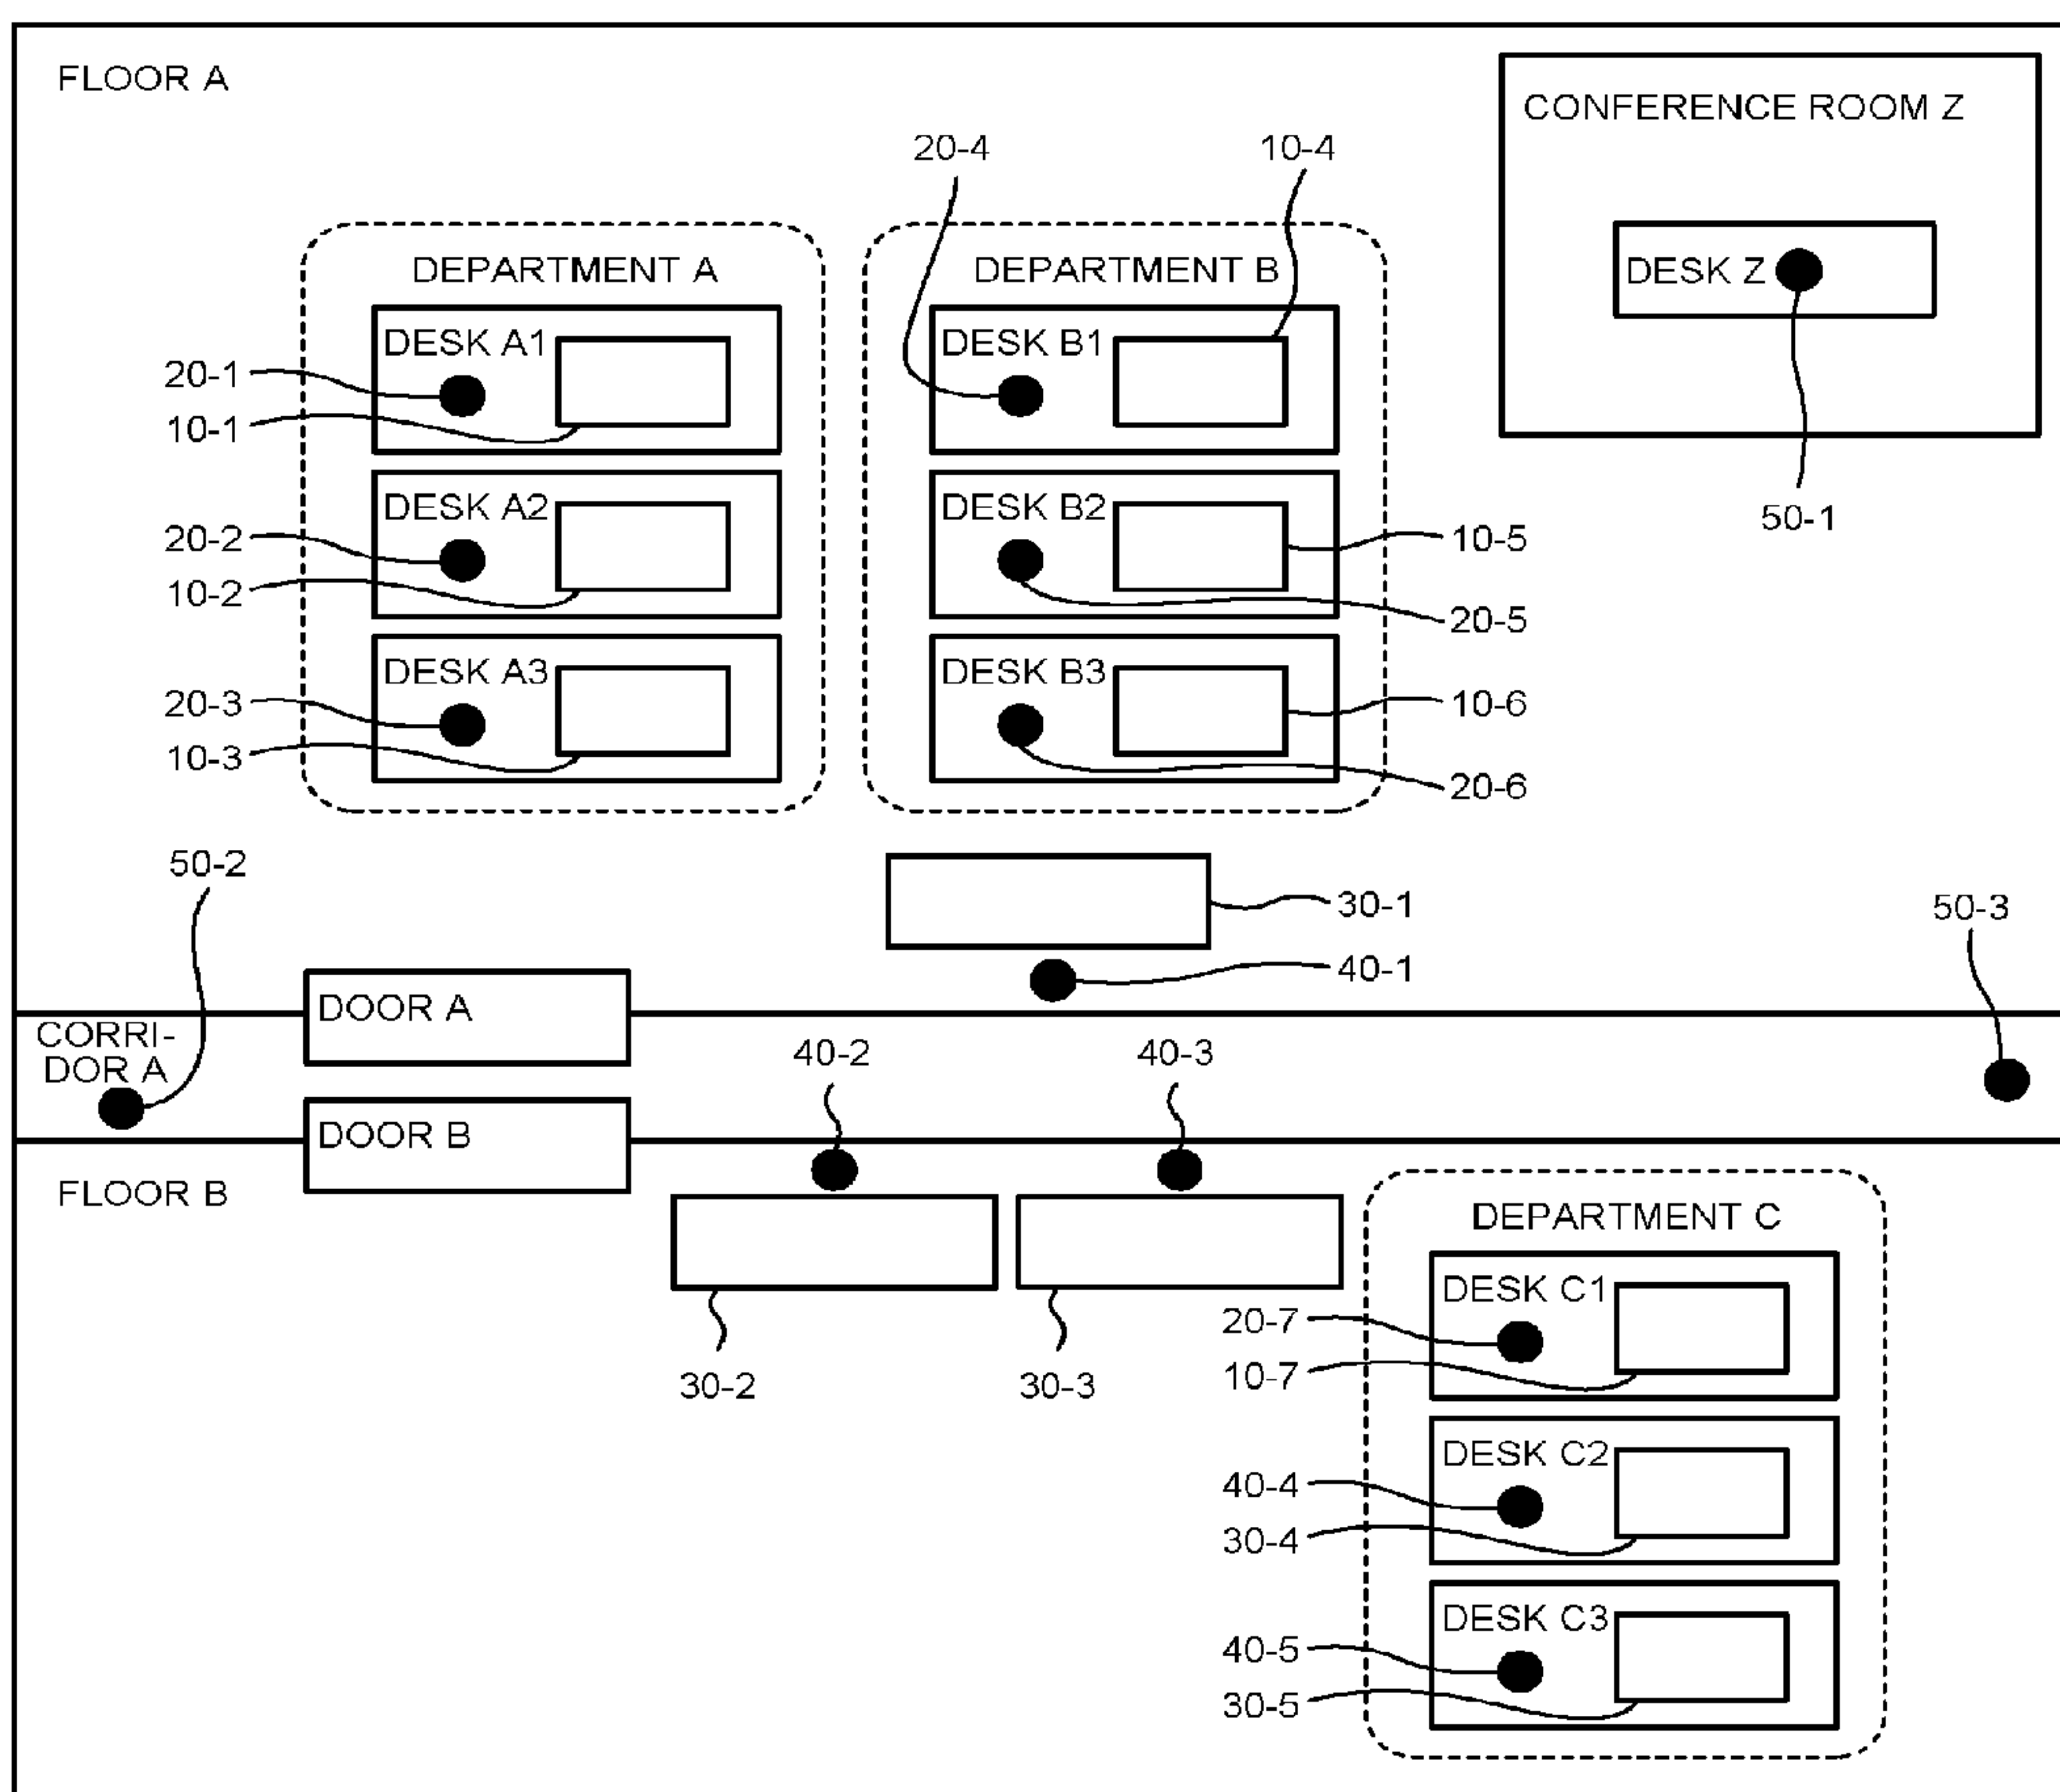 FLOOR A
CONFERENCE ROOM Z
20-4
10-4
DEPARTMENT A
DEPARTMENT B
DESK Z
DESK A1
DESK B1
20-1
10-1
50-1
DESK A2
DESK B2
20-2
10-5
10-2
20-5
DESK A3
DESK B3
20-3
10-6
10-3
20-6
50-2
30-1
50-3
40-1
DOOR A
CORRI-
DOR A
40-2
40-3
DOOR B
FLOOR B
DEPARTMENT C
DESK C1
20-7
10-7
30-2
30-3
DESK C2
40-4
30-4
DESK C3
40-5
30-5